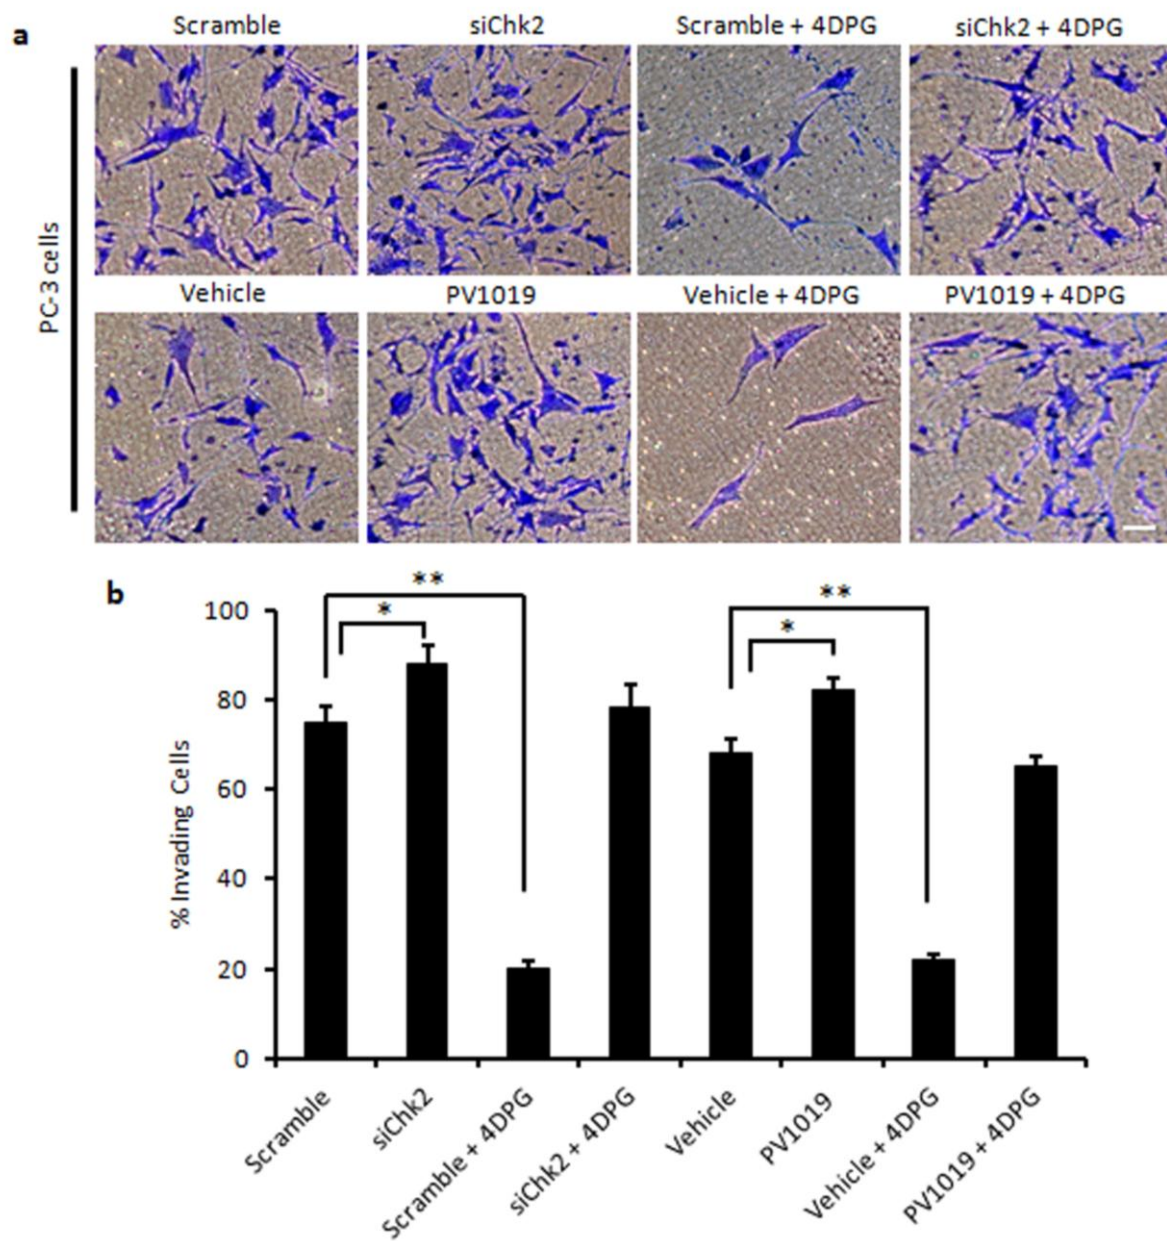 a
Scramble siChk2 Scramble + 4DPG siChk2 + 4DPG
PC-3 cells
Vehicle PV1019 Vehicle + 4DPG PV1019 + 4DPG
b
** **
* *
100
80
60
40
20
0
% Invading Cells
Scramble
siChk2
Scramble + 4DPG
siChk2 + 4DPG
Vehicle
PV1019
Vehicle + 4DPG
PV1019 + 4DPG